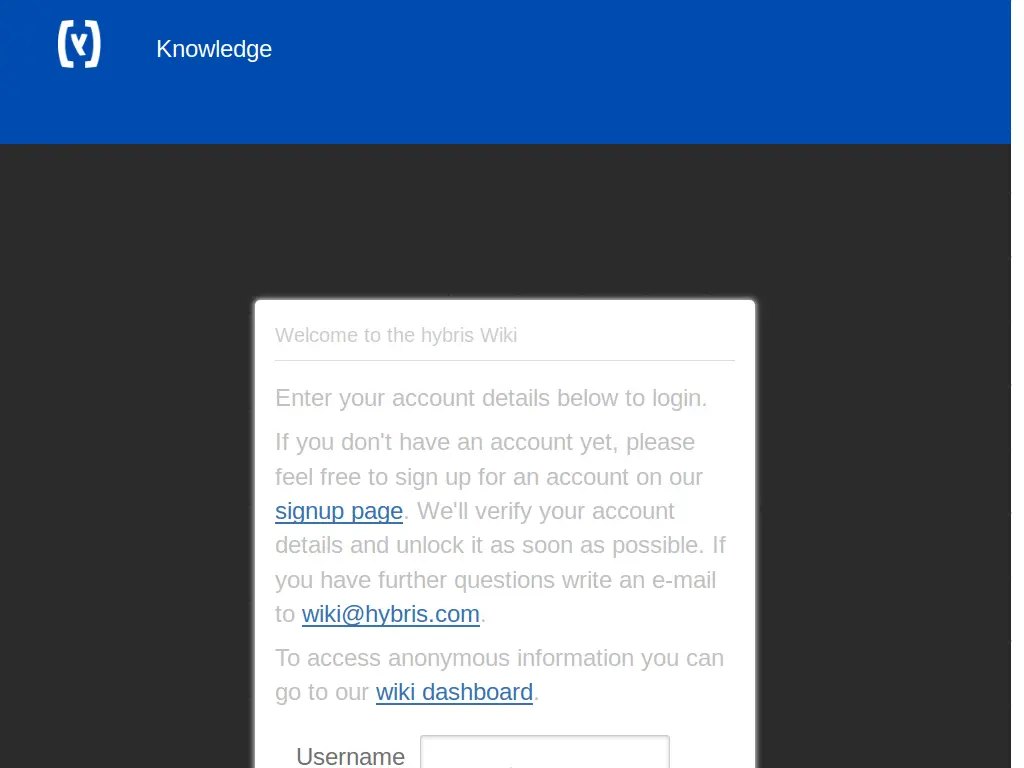 Knowledge
Welcome to the hybris Wiki
Enter your account details below to login.
If you don't have an account yet, please
feel free to sign up for an account on our
signup page. We'll verify your account
details and unlock it as soon as possible. If
you have further questions write an e-mail
to wiki@hybris.com.
To access anonymous information you can
go to our wiki dashboard.
Username